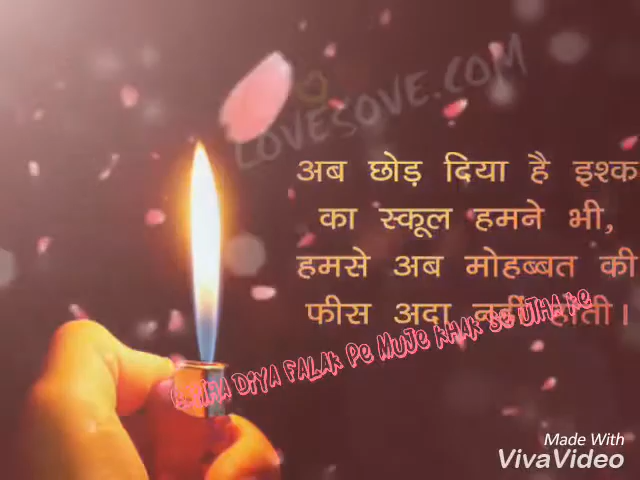 LOVESOVE.COM
अब छोड़ दिया है इश्क
का स्कूल हमने भी,
हमसे अब मोहब्बत की
फीस अदा नहीं होती।
DIYA FALAK PE MUJE KHAK SE UTHA KE
Made With
VivaVideo